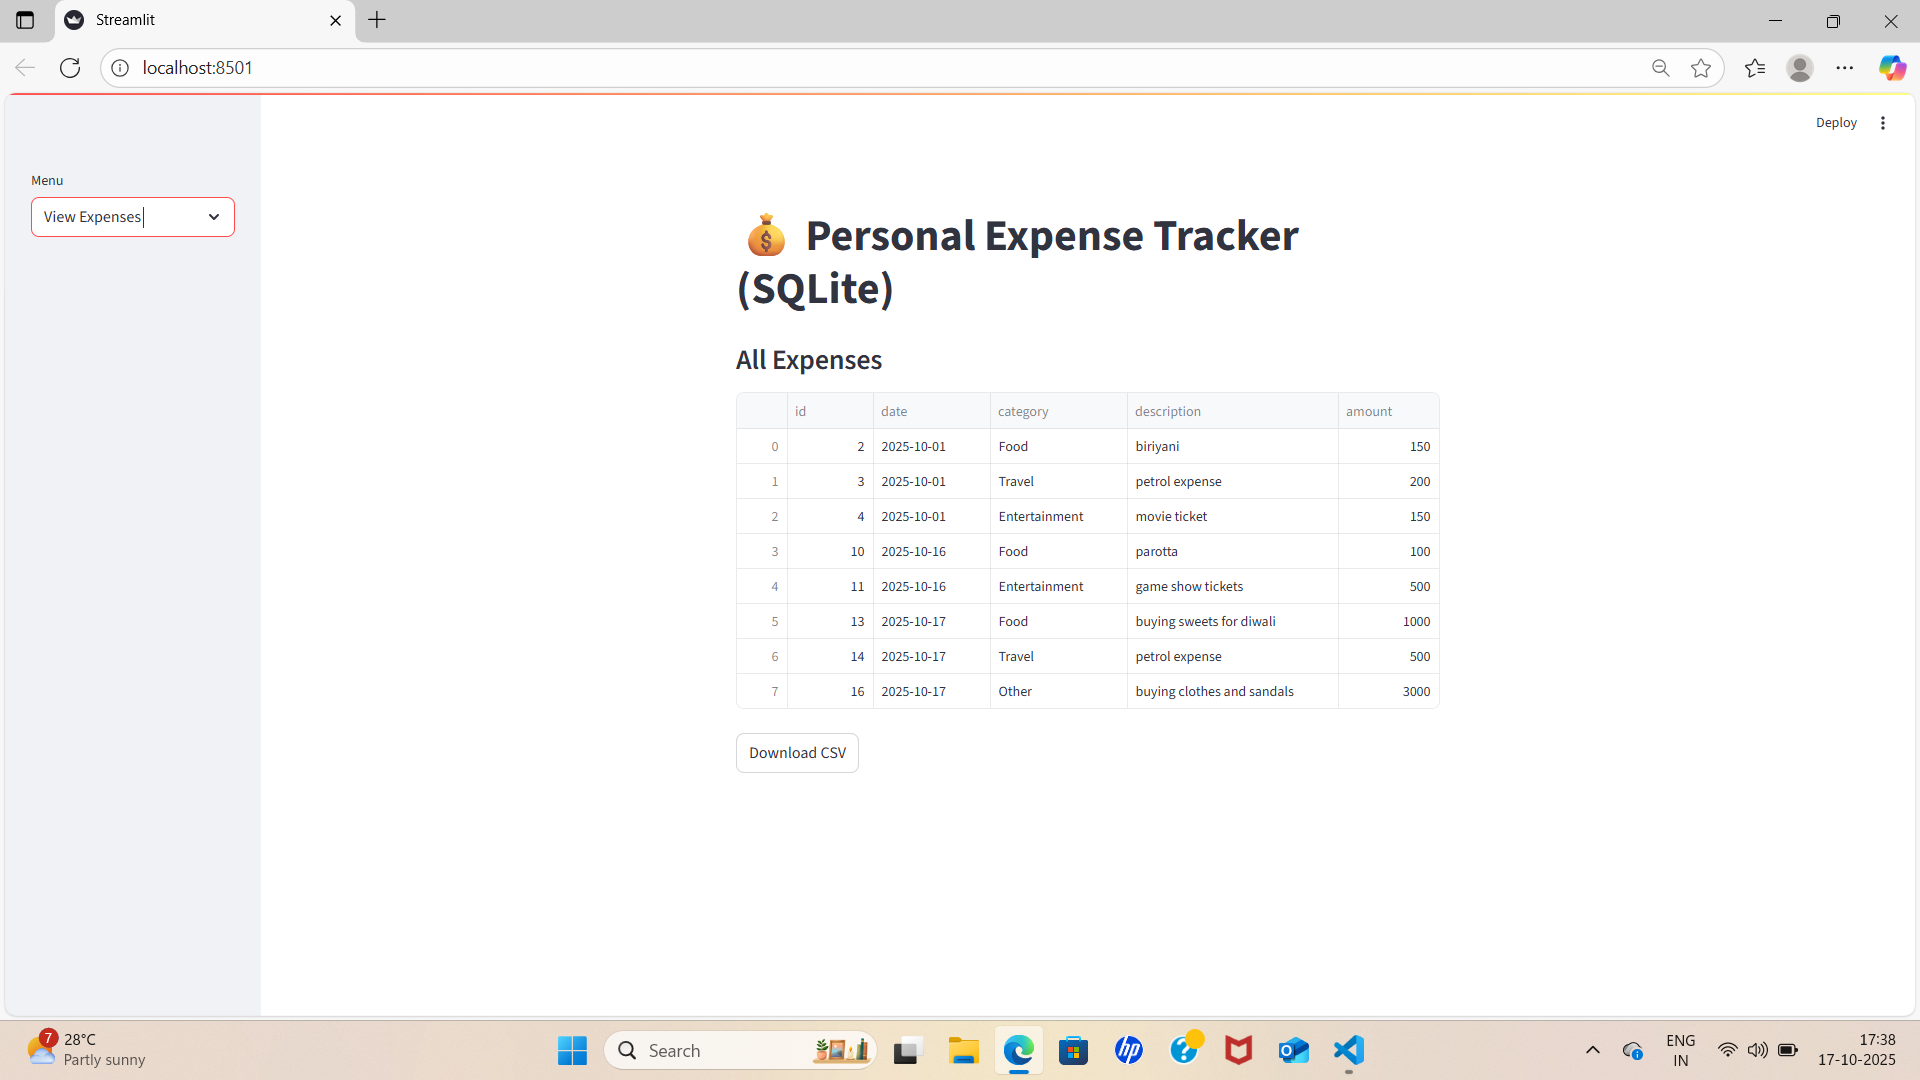 Streamlit
localhost:8501
Deploy
Menu
View Expenses
Personal Expense Tracker
(SQLite)
All Expenses
id date category description amount
0 2 2025-10-01 Food biriyani 150
1 3 2025-10-01 Travel petrol expense 200
2 4 2025-10-01 Entertainment movie ticket 150
3 10 2025-10-16 Food parotta 100
4 11 2025-10-16 Entertainment game show tickets 500
5 13 2025-10-17 Food buying sweets for diwali 1000
6 14 2025-10-17 Travel petrol expense 500
7 16 2025-10-17 Other buying clothes and sandals 3000
Download CSV
7
28°C
Partly sunny
Search
hp
ENG
IN
17:38
17-10-2025